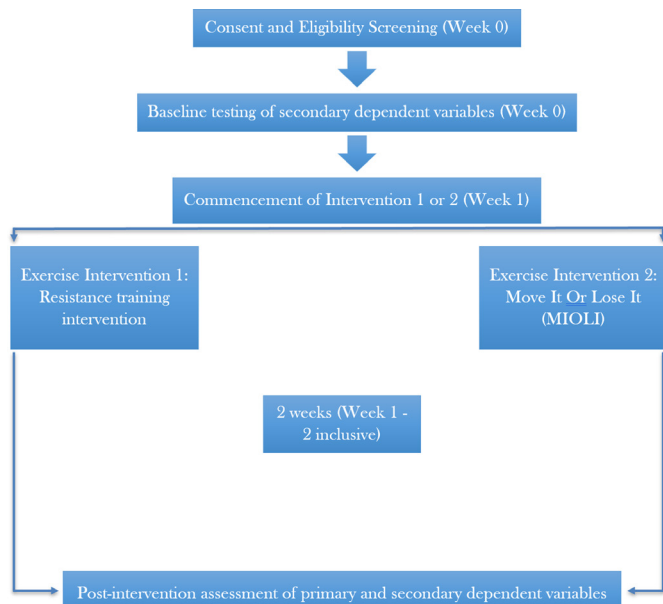 Consent and Eligibility Screening (Week 0)
Baseline testing of secondary dependent variables (Week 0)
Commencement of Intervention 1 or 2 (Week 1)
Exercise Intervention 1:
Resistance training
intervention
Exercise Intervention 2:
Move It Or Lose It
(MIOLI)
2 weeks (Week 1 -
2 inclusive)
Post-intervention assessment of primary and secondary dependent variables